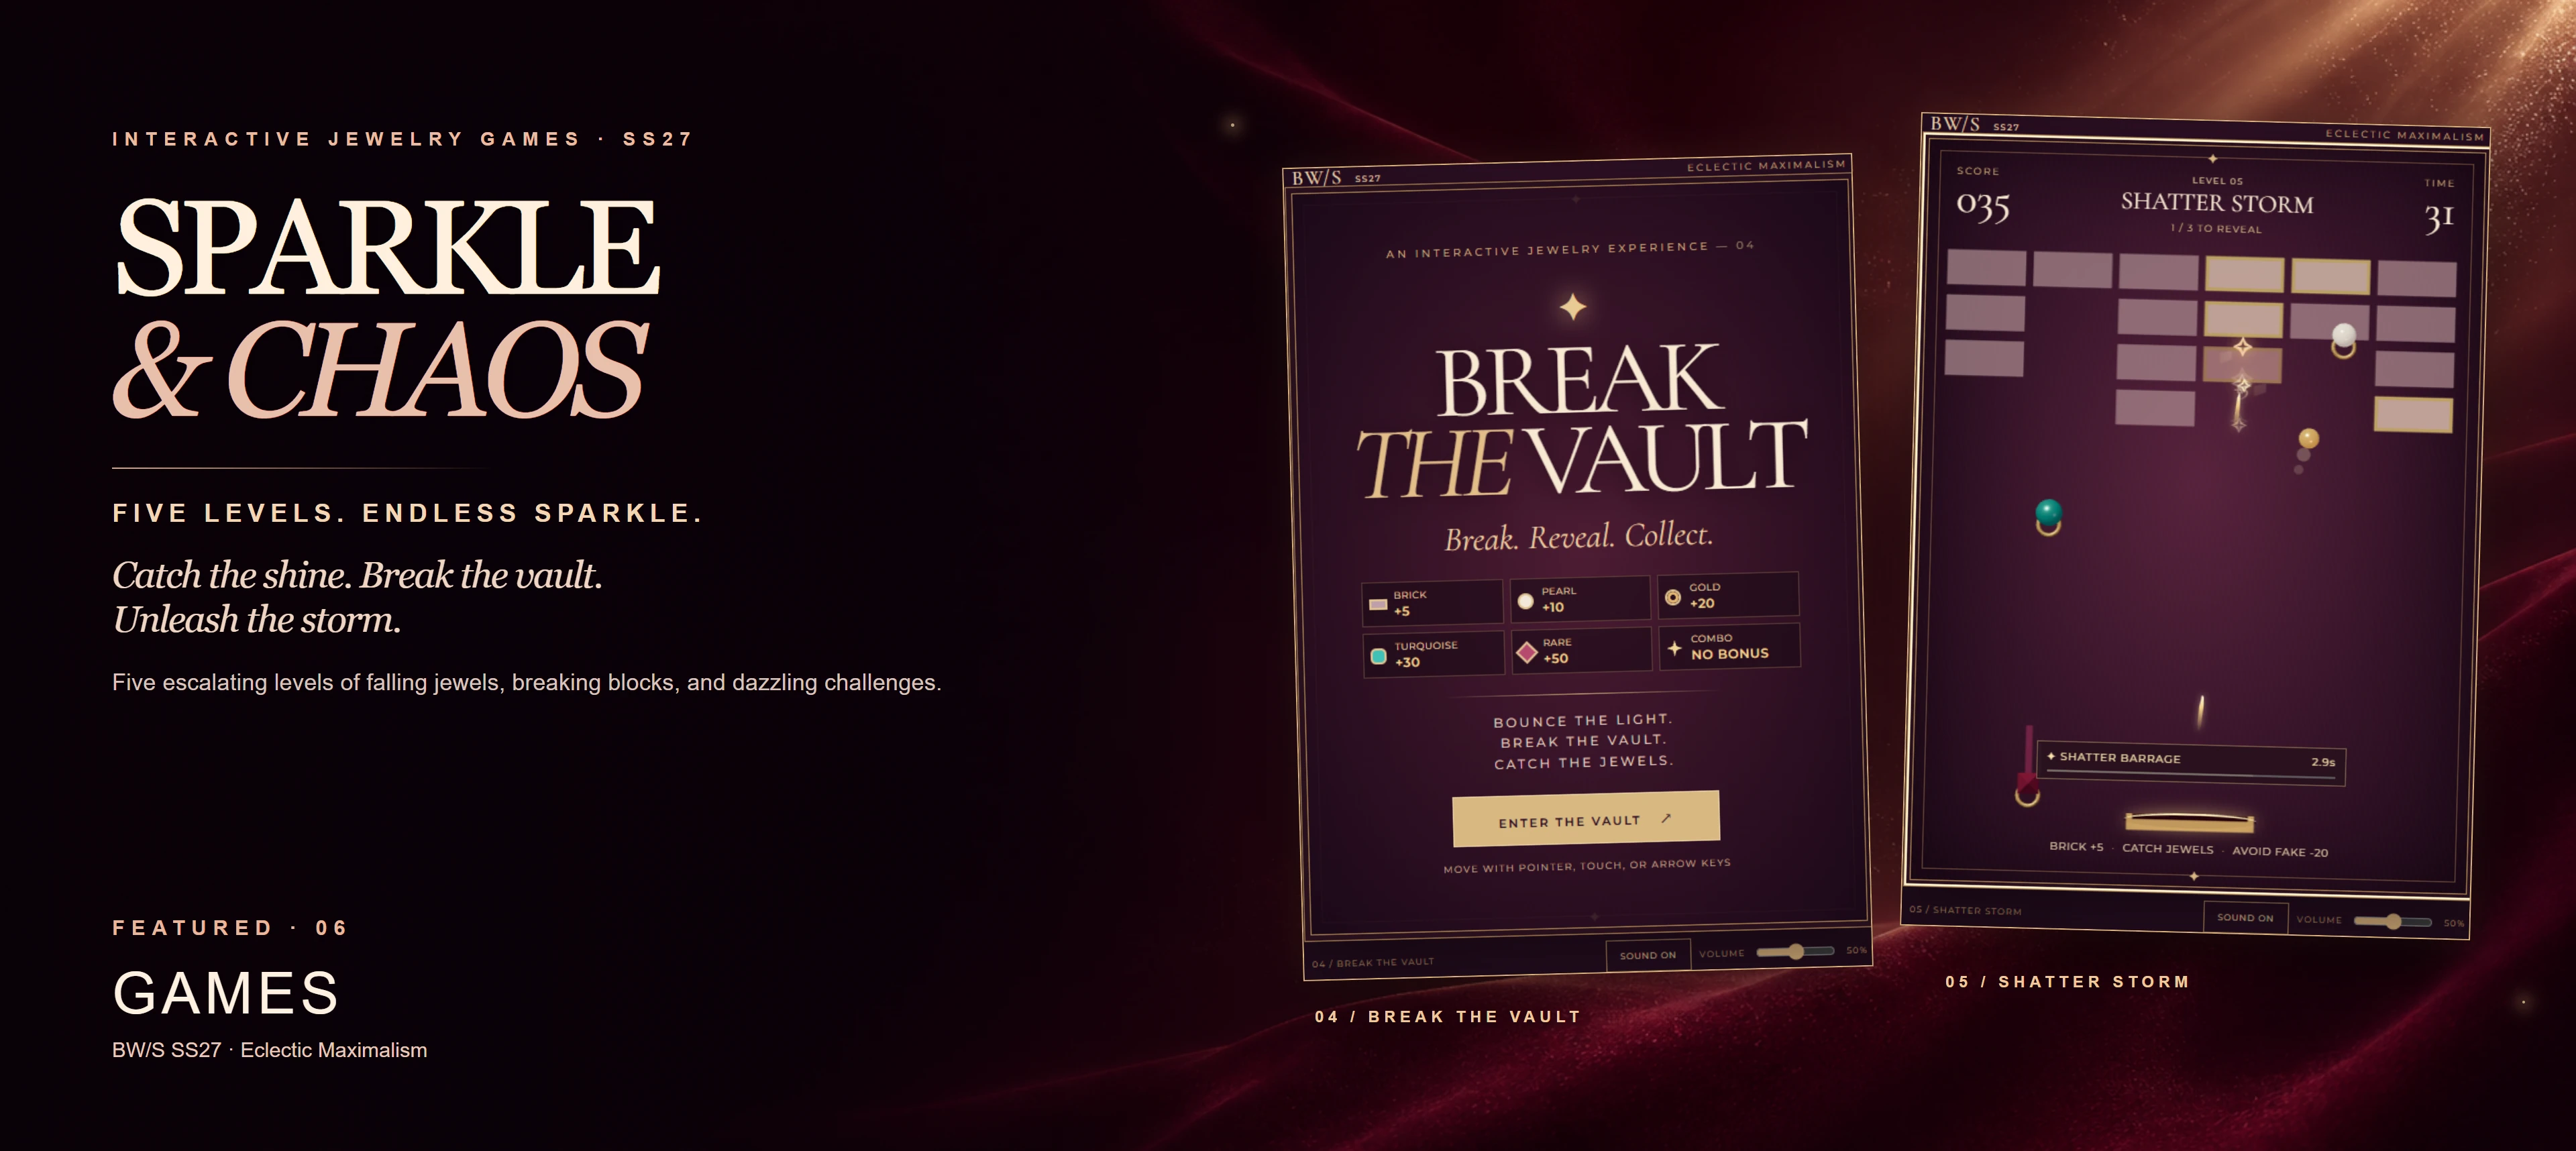 INTERACTIVE JEWELRY GAMES · SS27
SPARKLE
& CHAOS
FIVE LEVELS. ENDLESS SPARKLE.
Catch the shine. Break the vault.
Unleash the storm.
Five escalating levels of falling jewels, breaking blocks, and dazzling challenges.
FEATURED · 06
GAMES
BW/S SS27 · Eclectic Maximalism
BW/S SS27 ECLECTIC MAXIMALISM
AN INTERACTIVE JEWELRY EXPERIENCE — 04
BREAK
THE VAULT
Break. Reveal. Collect.
BRICK
+5
PEARL
+10
GOLD
+20
TURQUOISE
+30
RARE
+50
COMBO
NO BONUS
BOUNCE THE LIGHT.
BREAK THE VAULT.
CATCH THE JEWELS.
ENTER THE VAULT ↗
MOVE WITH POINTER, TOUCH, OR ARROW KEYS
04 / BREAK THE VAULT SOUND ON VOLUME 50%
04 / BREAK THE VAULT
BW/S SS27 ECLECTIC MAXIMALISM
SCORE
035
LEVEL 05
SHATTER STORM
1 / 3 TO REVEAL
TIME
31
SHATTER BARRAGE 2.9s
BRICK +5 · CATCH JEWELS · AVOID FAKE -20
05 / SHATTER STORM SOUND ON VOLUME 50%
05 / SHATTER STORM